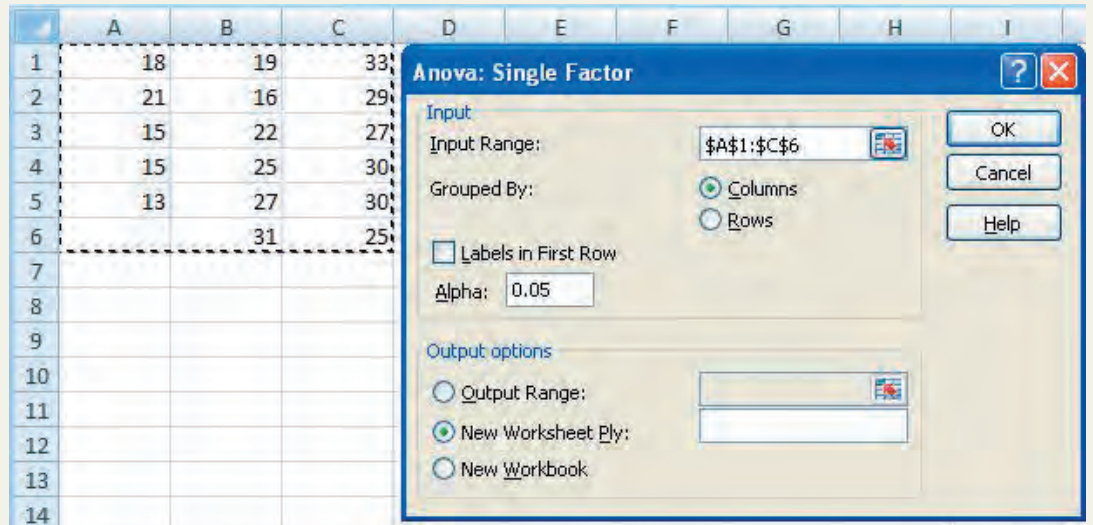 A B C D E F G H I
1 18 19 33
2 21 16 29
3 15 22 27
4 15 25 30
5 13 27 30
6 31 25
7
8
9
10
11
12
13
14
Anova: Single Factor
Input
Input Range: $A$1:$C$6
Grouped By: Columns
Rows
Labels in First Row
Alpha: 0.05
Output options
Output Range:
New Worksheet Ply:
New Workbook
OK
Cancel
Help